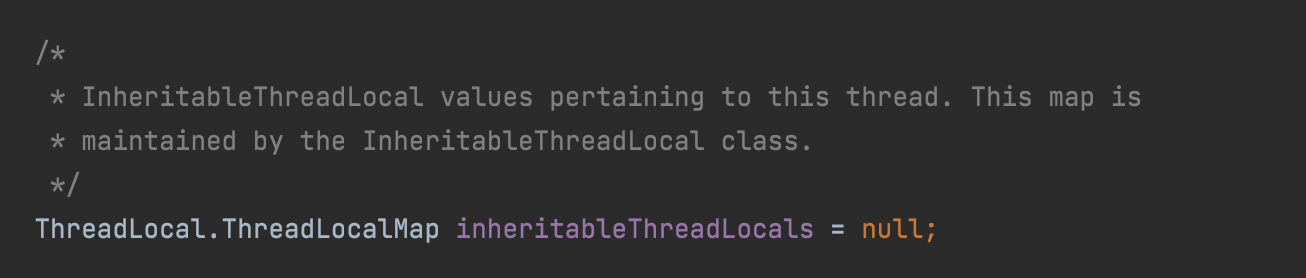 /*
 * InheritableThreadLocal values pertaining to this thread. This map is
 * maintained by the InheritableThreadLocal class.
 */
ThreadLocal.ThreadLocalMap inheritableThreadLocals = null;